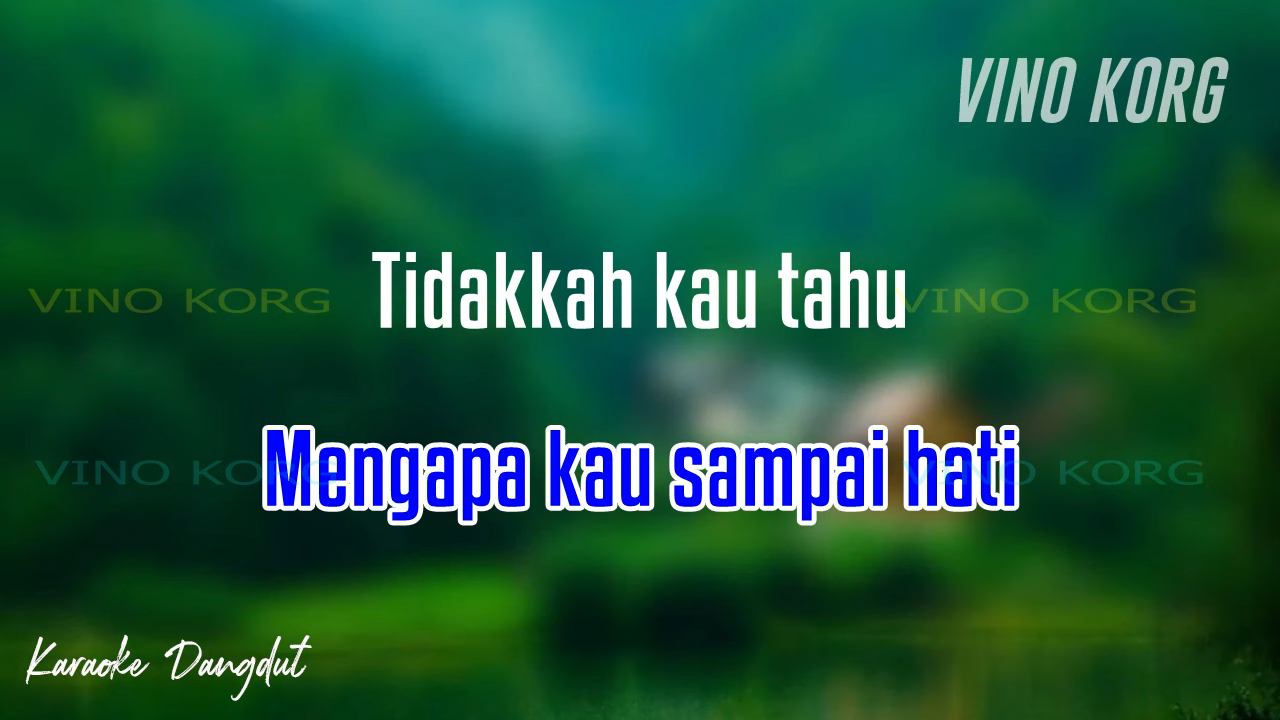 VINO KORG
Tidakkah kau tahu
VINO KORG VINO KORG
Mengapa kau sampai hati
VINO KORG VINO KORG
Karaoke Dangdut